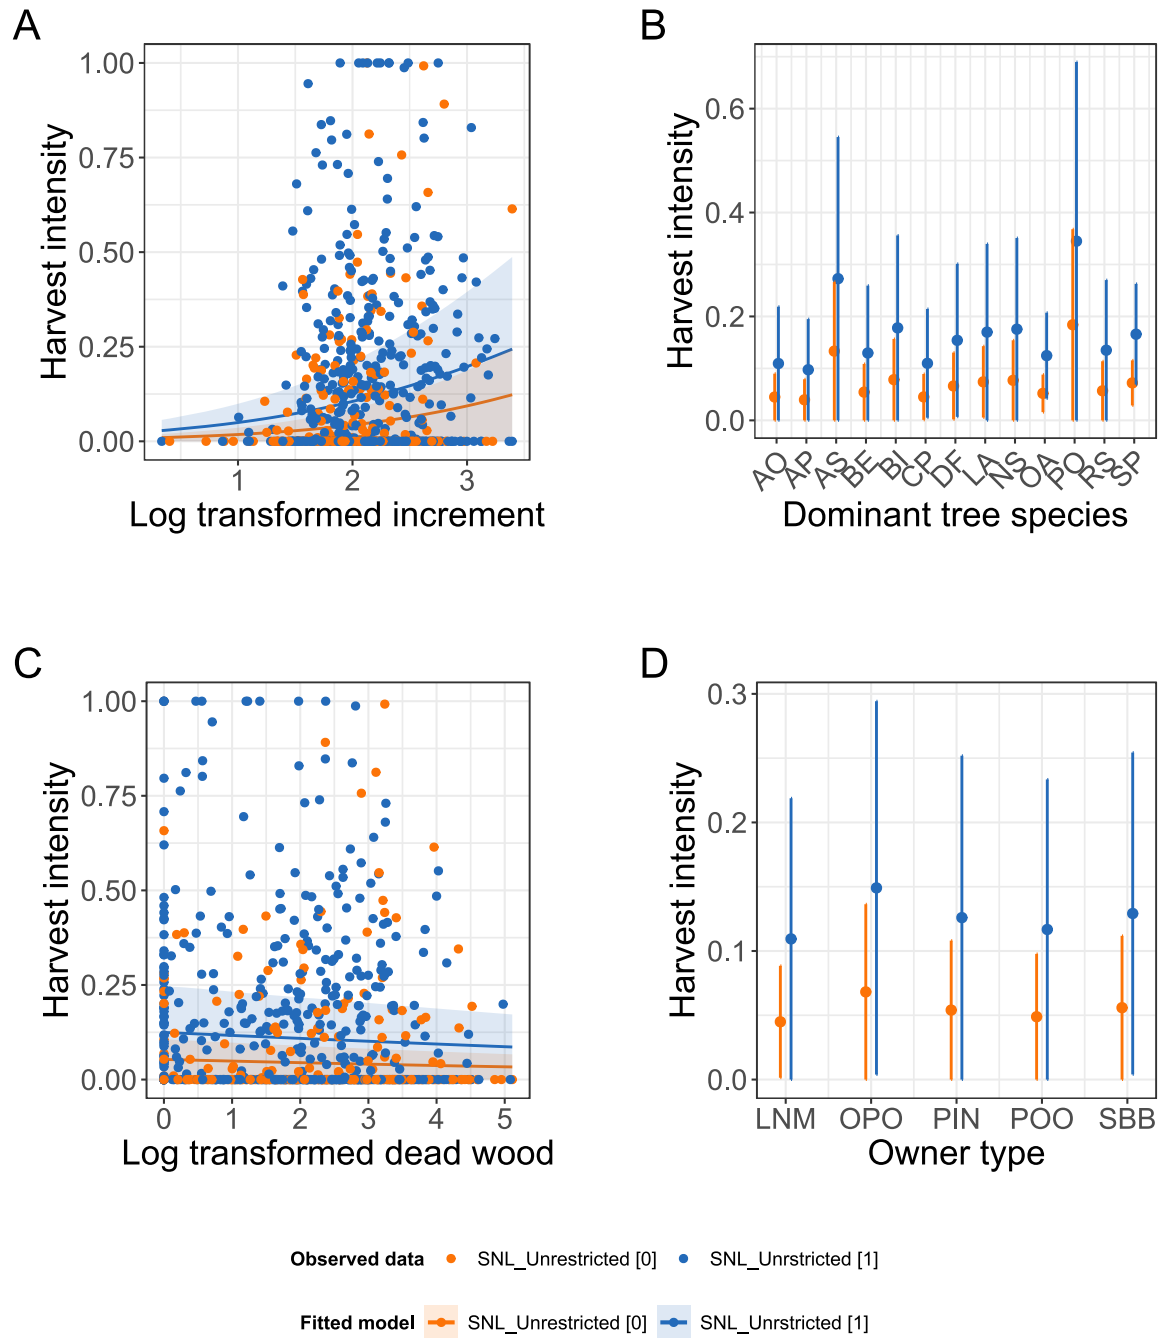 A
Harvest intensity
1.00
0.75
0.50
0.25
0.00
1 2 3
Log transformed increment
B
Harvest intensity
0.6
0.4
0.2
0.0
AO AP AS BE BI CP DF LA NS OA PO RS SP
Dominant tree species
C
Harvest intensity
1.00
0.75
0.50
0.25
0.00
0 1 2 3 4 5
Log transformed dead wood
D
Harvest intensity
0.3
0.2
0.1
0.0
LNM OPO PIN POO SBB
Owner type
Observed data SNL_Unrestricted [0] SNL_Unrstricted [1]
Fitted model SNL_Unrestricted [0] SNL_Unrstricted [1]